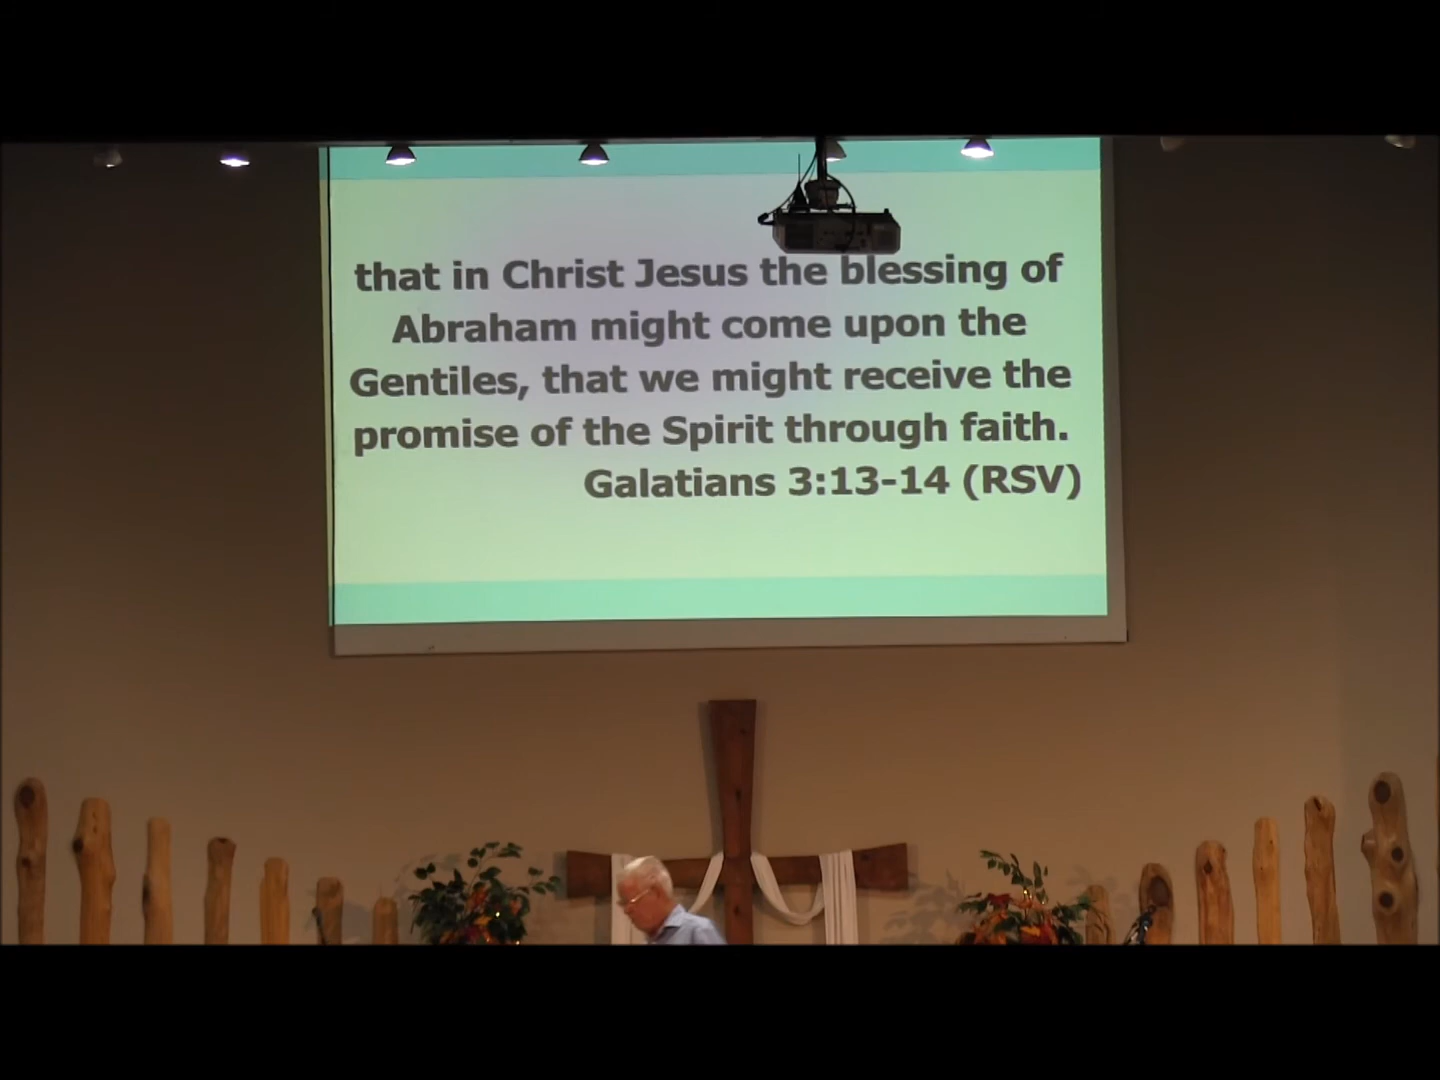 that in Christ Jesus the blessing of
Abraham might come upon the
Gentiles, that we might receive the
promise of the Spirit through faith.
Galatians 3:13-14 (RSV)